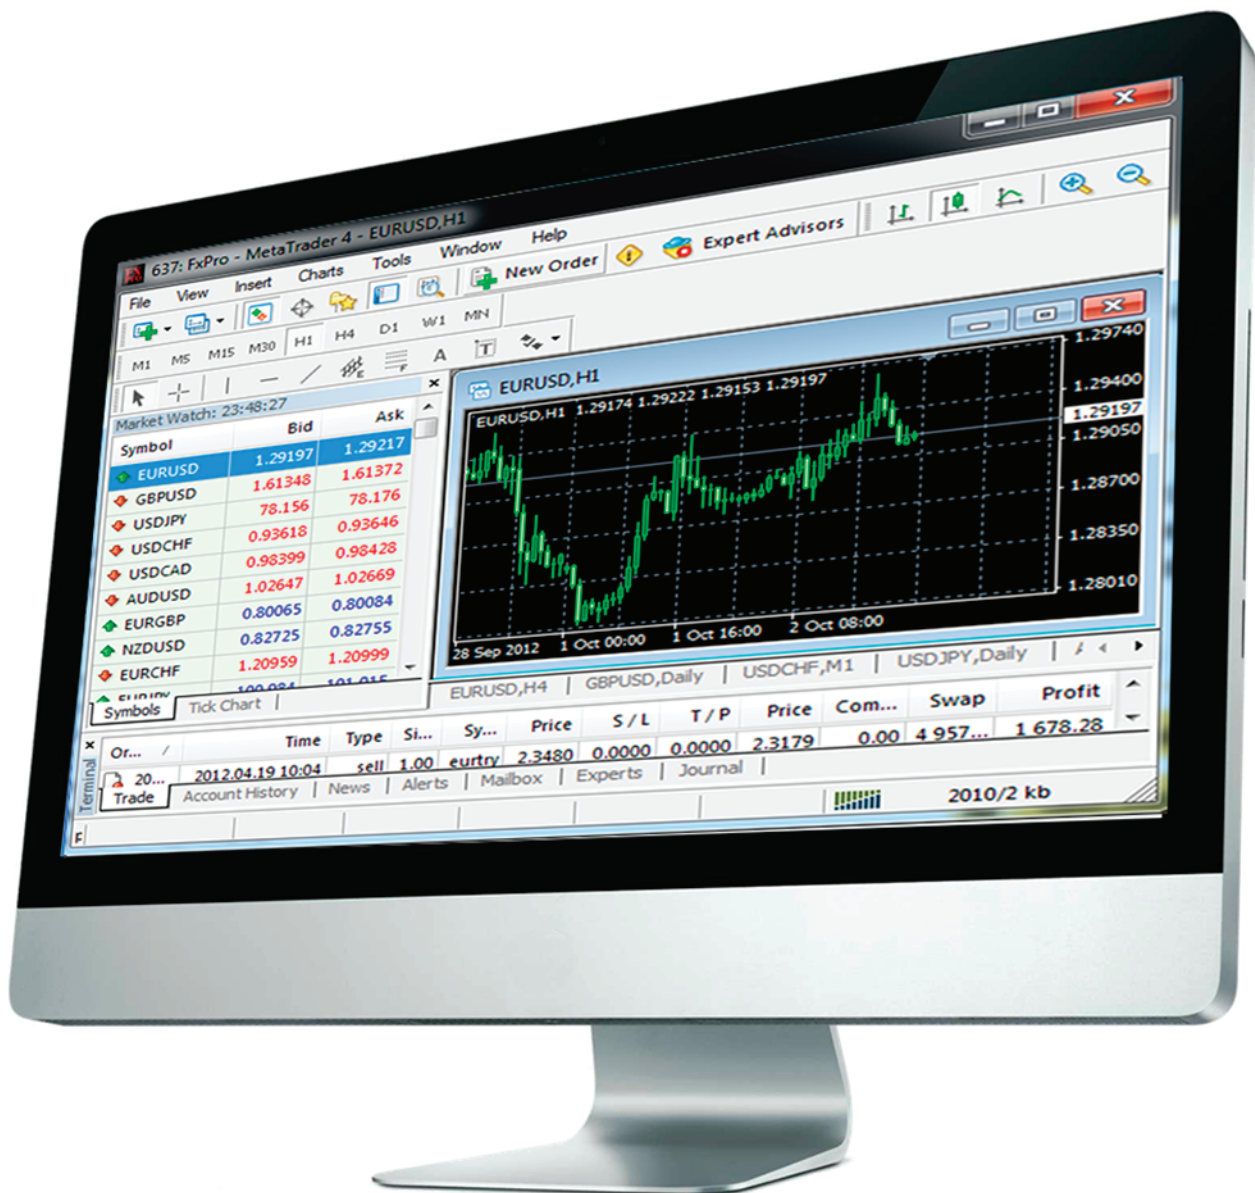 637: FxPro - MetaTrader 4 - EURUSD,H1
File View Insert Charts Tools Window Help
New Order Expert Advisors
M1 M5 M15 M30 H1 H4 D1 W1 MN
E F A T
Market Watch: 23:48:27
Symbol Bid Ask
EURUSD 1.29197 1.29217
GBPUSD 1.61348 1.61372
USDJPY 78.156 78.176
USDCHF 0.93618 0.93646
USDCAD 0.98399 0.98428
AUDUSD 1.02647 1.02669
EURGBP 0.80065 0.80084
NZDUSD 0.82725 0.82755
EURCHF 1.20959 1.20999
EURJPY 100.984 101.015
Symbols Tick Chart
EURUSD,H1
EURUSD,H1 1.29174 1.29222 1.29153 1.29197
1.29740
1.29400
1.29197
1.29050
1.28700
1.28350
1.28010
28 Sep 2012 1 Oct 00:00 1 Oct 16:00 2 Oct 08:00
EURUSD,H4 GBPUSD,Daily USDCHF,M1 USDJPY,Daily
Or... / Time Type Si... Sy... Price S / L T / P Price Com... Swap Profit
20... 2012.04.19 10:04 sell 1.00 eurtry 2.3480 0.0000 0.0000 2.3179 0.00 4 957... 1 678.28
Terminal
Trade Account History News Alerts Mailbox Experts Journal
2010/2 kb